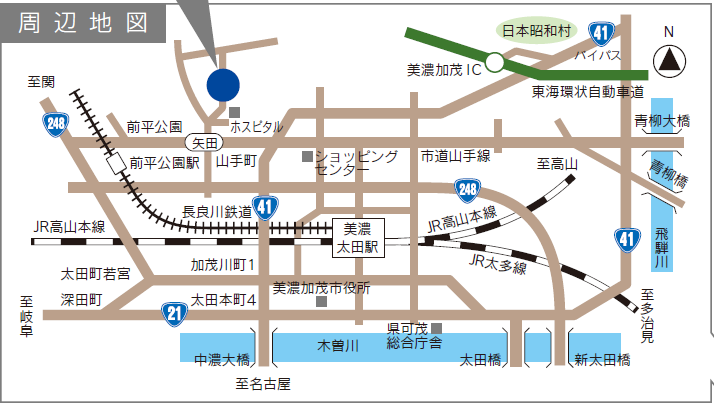 周辺地図
日本昭和村
41
バイパス
N
美濃加茂IC
東海環状自動車道
至関
248
前平公園
ホスピタル
矢田
青柳大橋
前平公園駅
山手町
ショッピング
センター
市道山手線
至高山
青柳橋
248
長良川鉄道
41
JR高山本線
美濃
太田駅
JR高山本線
41
飛騨川
加茂川町1
JR太多線
太田町若宮
美濃加茂市役所
深田町
太田本町4
至岐阜
21
至多治見
県可茂
総合庁舎
木曽川
中濃大橋
太田橋
新太田橋
至名古屋